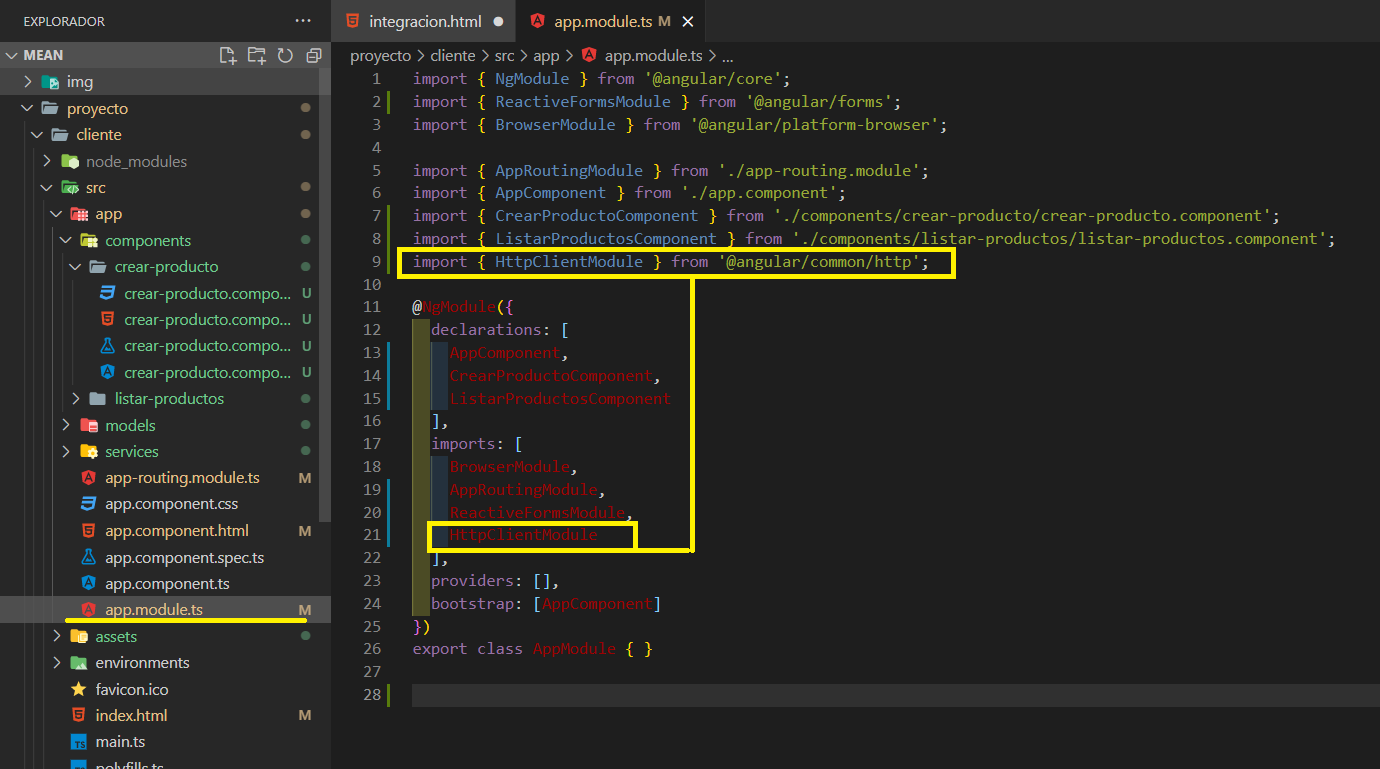 EXPLORADOR
MEAN
img
proyecto
cliente
node_modules
src
app
components
crear-producto
crear-producto.compo... U
crear-producto.compo... U
crear-producto.compo... U
crear-producto.compo... U
listar-productos
models
services
app-routing.module.ts M
app.component.css
app.component.html M
app.component.spec.ts
app.component.ts
app.module.ts M
assets
environments
favicon.ico
index.html M
main.ts
polyfills.ts
integracion.html
app.module.ts M
proyecto > cliente > src > app > app.module.ts > ...
1 import { NgModule } from '@angular/core';
2 import { ReactiveFormsModule } from '@angular/forms';
3 import { BrowserModule } from '@angular/platform-browser';
4
5 import { AppRoutingModule } from './app-routing.module';
6 import { AppComponent } from './app.component';
7 import { CrearProductoComponent } from './components/crear-producto/crear-producto.component';
8 import { ListarProductosComponent } from './components/listar-productos/listar-productos.component';
9 import { HttpClientModule } from '@angular/common/http';
10
11 @NgModule({
12 declarations: [
13 AppComponent,
14 CrearProductoComponent,
15 ListarProductosComponent
16 ],
17 imports: [
18 BrowserModule,
19 AppRoutingModule,
20 ReactiveFormsModule,
21 HttpClientModule
22 ],
23 providers: [],
24 bootstrap: [AppComponent]
25 })
26 export class AppModule { }
27
28